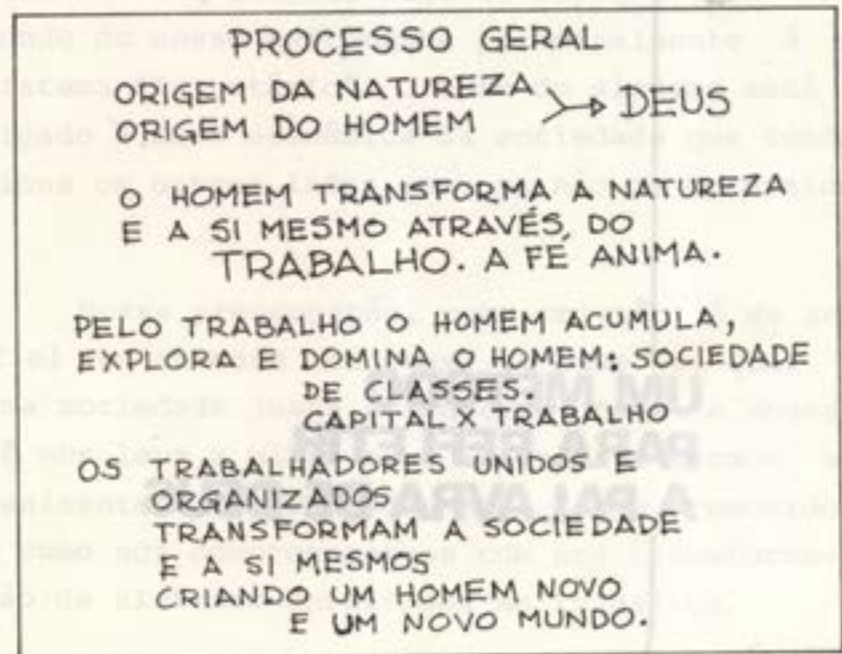 PROCESSO GERAL
ORIGEM DA NATUREZA
ORIGEM DO HOMEM → DEUS
O HOMEM TRANSFORMA A NATUREZA
E A SI MESMO ATRAVÉS, DO
TRABALHO. A FÉ ANIMA.
PELO TRABALHO O HOMEM ACUMULA,
EXPLORA E DOMINA O HOMEM: SOCIEDADE
DE CLASSES.
CAPITAL X TRABALHO
OS TRABALHADORES UNIDOS E
ORGANIZADOS
TRANSFORMAM A SOCIEDADE
E A SI MESMOS
CRIANDO UM HOMEM NOVO
E UM NOVO MUNDO.